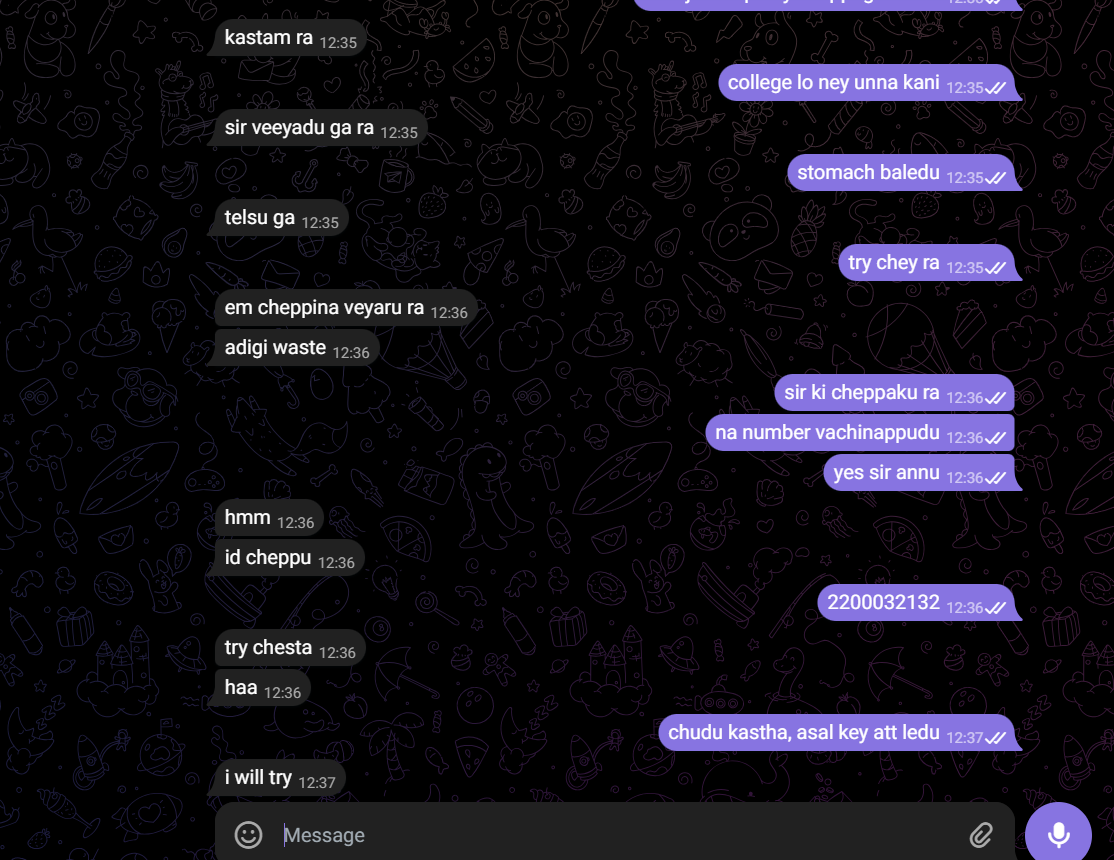 kastam ra 12:35
college lo ney unna kani 12:35
sir veeyadu ga ra 12:35
stomach baledu 12:35
telsu ga 12:35
try chey ra 12:35
em cheppina veyaru ra 12:36
adigi waste 12:36
sir ki cheppaku ra 12:36
na number vachinappudu 12:36
yes sir annu 12:36
hmm 12:36
id cheppu 12:36
2200032132 12:36
try chesta 12:36
haa 12:36
chudu kastha, asal key att ledu 12:37
i will try 12:37
Message